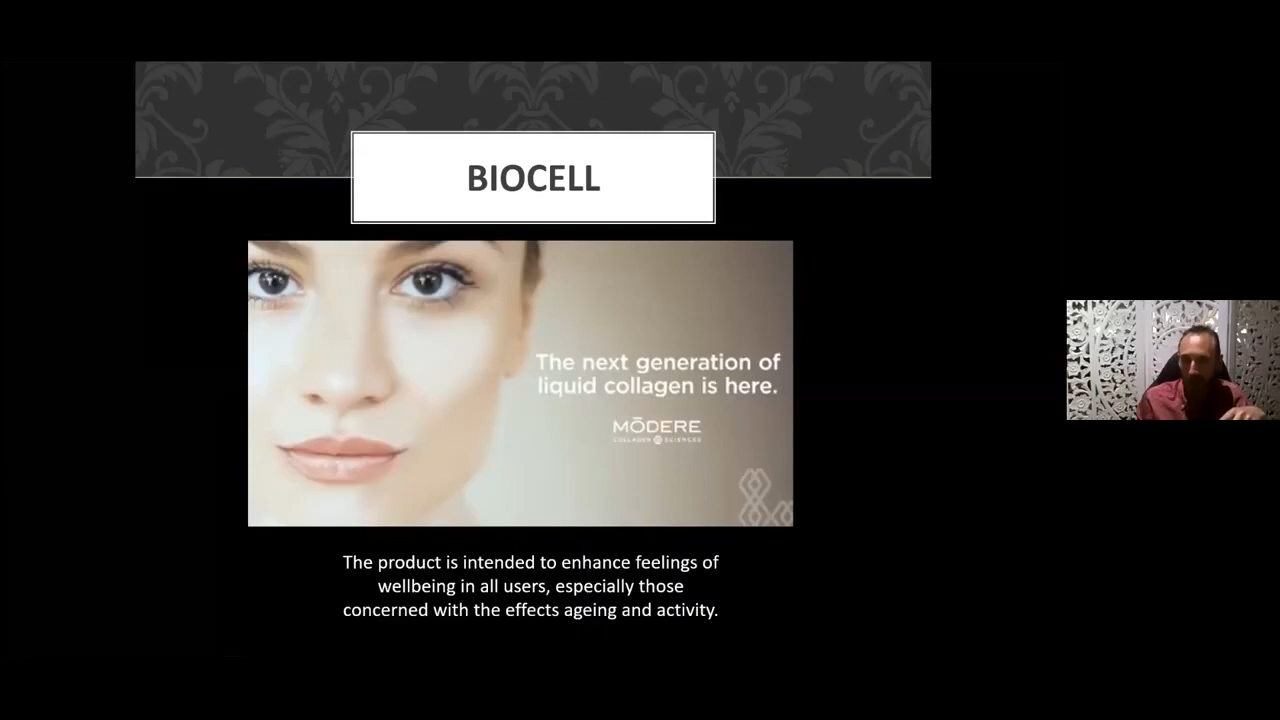 BIOCELL
The next generation of
liquid collagen is here.
MŌDERE
COLLAGEN SCIENCES
The product is intended to enhance feelings of
wellbeing in all users, especially those
concerned with the effects ageing and activity.